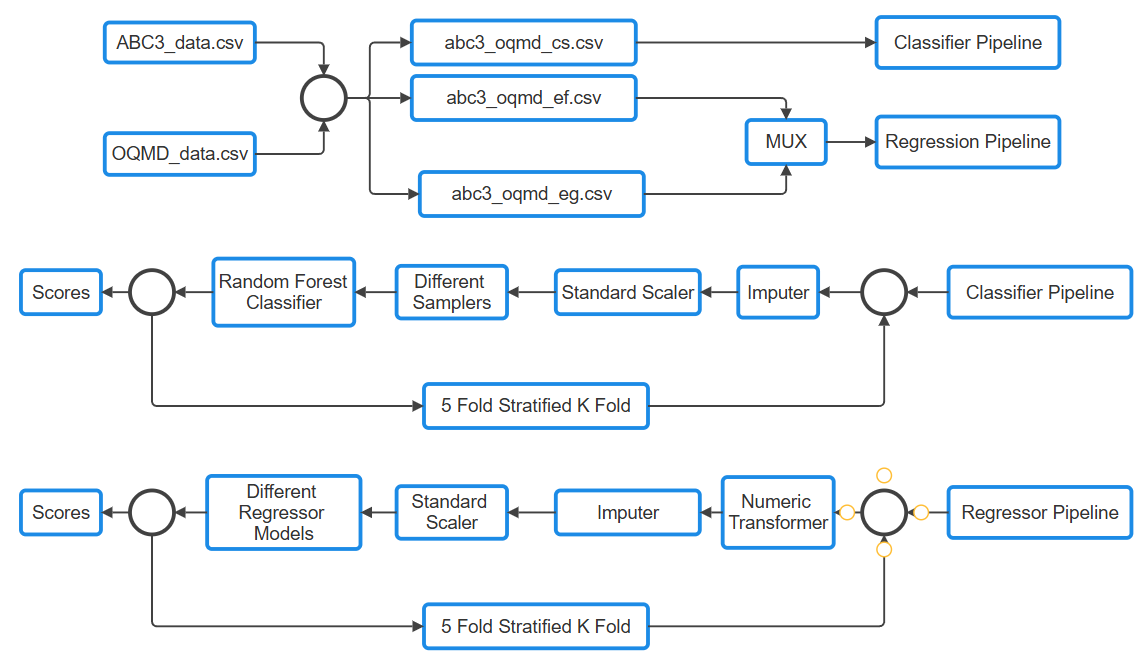 ABC3_data.csv
abc3_oqmd_cs.csv
Classifier Pipeline
abc3_oqmd_ef.csv
OQMD_data.csv
MUX
Regression Pipeline
abc3_oqmd_eg.csv
Scores
Random Forest
Classifier
Different
Samplers
Standard Scaler
Imputer
Classifier Pipeline
5 Fold Stratified K Fold
Scores
Different
Regressor
Models
Standard
Scaler
Imputer
Numeric
Transformer
Regressor Pipeline
5 Fold Stratified K Fold